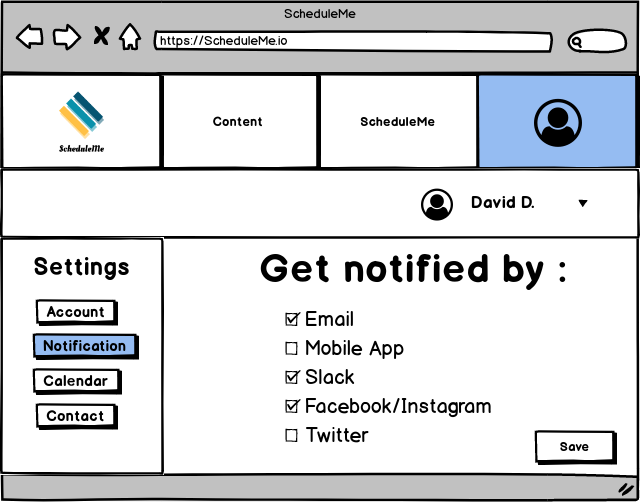 ScheduleMe
https://ScheduleMe.io
ScheduleMe
Content
ScheduleMe
David D.
Settings
Account
Notification
Calendar
Contact
Get notified by :
Email
Mobile App
Slack
Facebook/Instagram
Twitter
Save